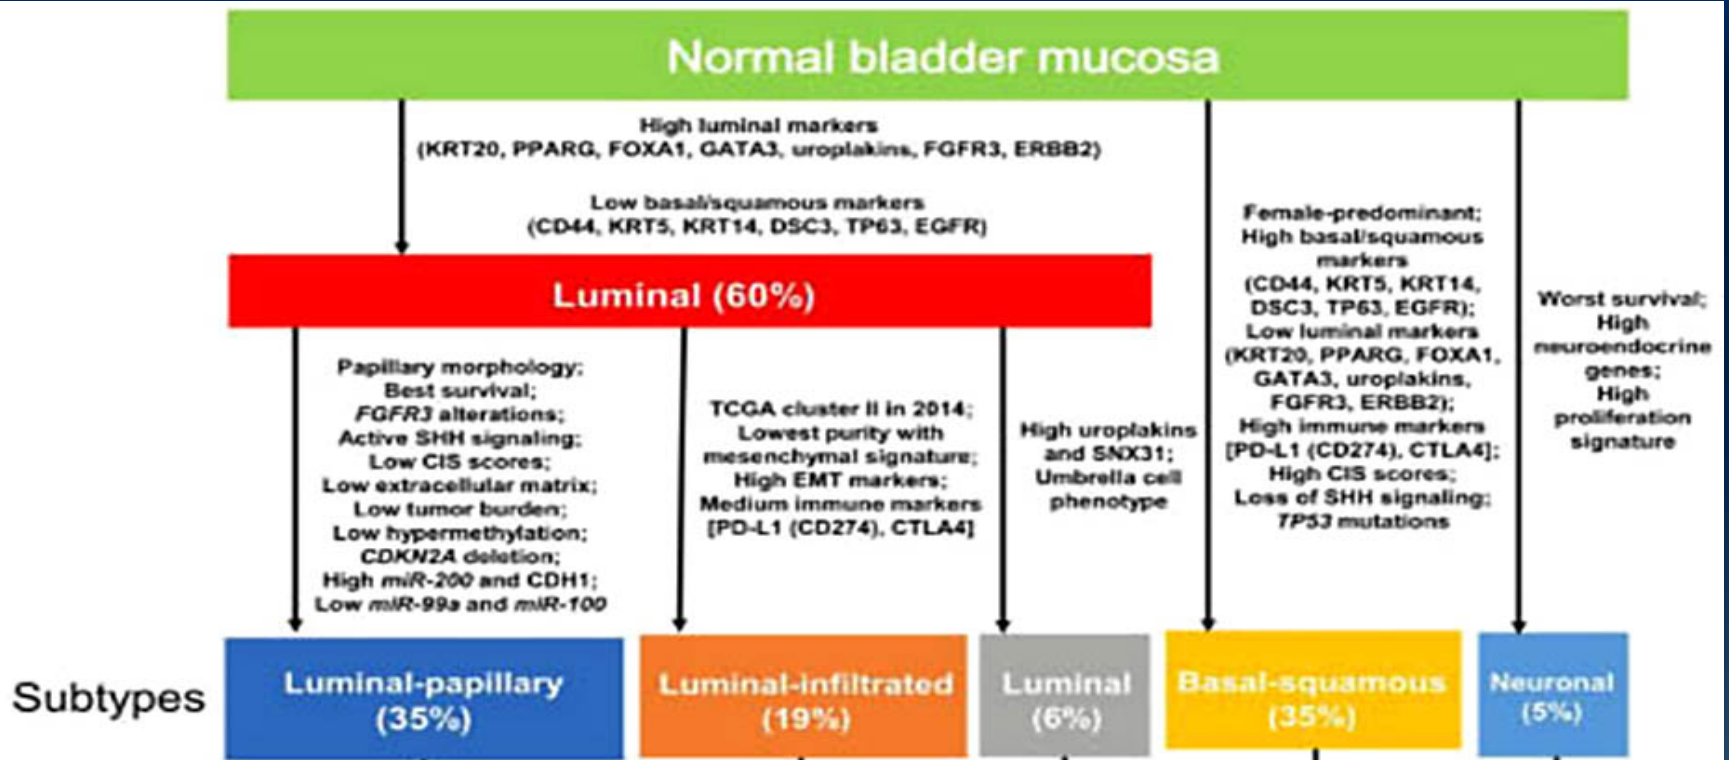 Normal bladder mucosa
High luminal markers
(KRT20, PPARG, FOXA1, GATA3, uroplakins, FGFR3, ERBB2)
Low basal/squamous markers
(CD44, KRT5, KRT14, DSC3, TP63, EGFR)
Luminal (60%)
Papillary morphology;
Best survival;
FGFR3 alterations;
Active SHH signaling;
Low CIS scores;
Low extracellular matrix;
Low tumor burden;
Low hypermethylation;
CDKN2A deletion;
High miR-200 and CDH1;
Low miR-99a and miR-100
TCGA cluster II in 2014;
Lowest purity with
mesenchymal signature;
High EMT markers;
Medium immune markers
[PD-L1 (CD274), CTLA4]
High uroplakins
and SNX31;
Umbrella cell
phenotype
Female-predominant;
High basal/squamous
markers
(CD44, KRT5, KRT14,
DSC3, TP63, EGFR);
Low luminal markers
(KRT20, PPARG, FOXA1,
GATA3, uroplakins,
FGFR3, ERBB2);
High immune markers
[PD-L1 (CD274), CTLA4];
High CIS scores;
Loss of SHH signaling;
TP53 mutations
Worst survival;
High
neuroendocrine
genes;
High
proliferation
signature
Subtypes
Luminal-papillary
(35%)
Luminal-infiltrated
(19%)
Luminal
(6%)
Basal-squamous
(35%)
Neuronal
(5%)